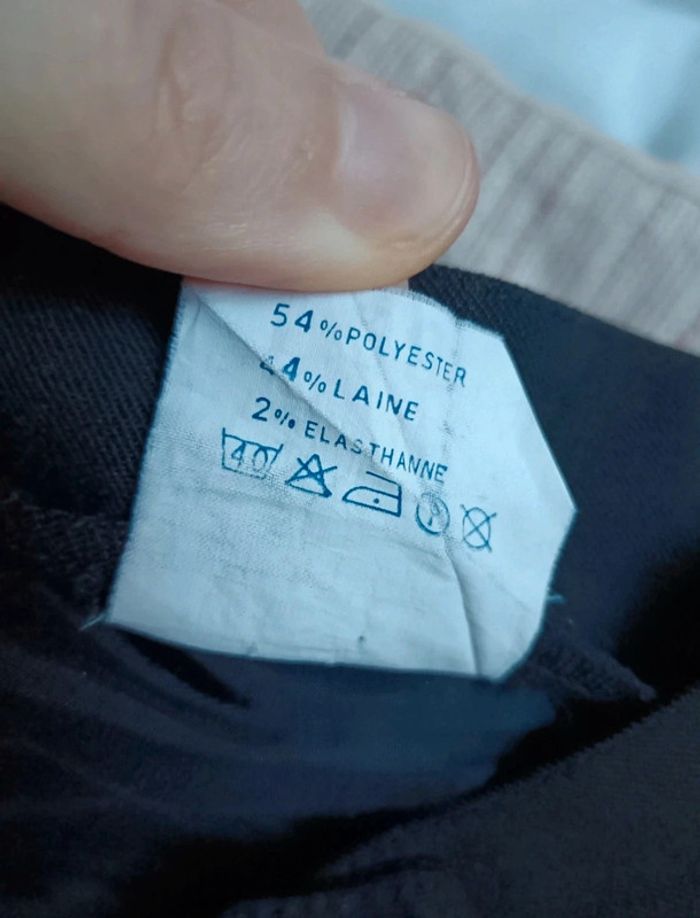 54% POLYESTER
44% LAINE
2% ELASTHANNE
40
P